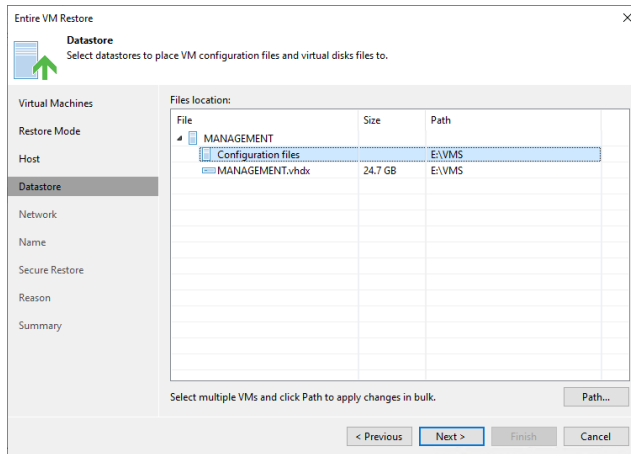 Entire VM Restore
Datastore
Select datastores to place VM configuration files and virtual disks files to.
Virtual Machines
Restore Mode
Host
Datastore
Network
Name
Secure Restore
Reason
Summary
Files location:
File Size Path
MANAGEMENT
Configuration files E:\VMS
MANAGEMENT.vhdx 24.7 GB E:\VMS
Select multiple VMs and click Path to apply changes in bulk.
Path...
< Previous Next > Finish Cancel